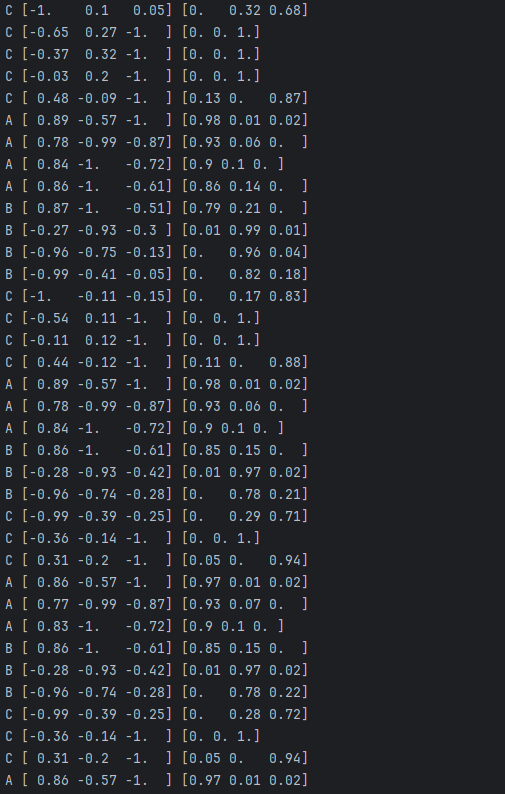 C [-1.    0.1   0.05] [0.   0.32 0.68]
C [-0.65  0.27 -1.  ] [0. 0. 1.]
C [-0.37  0.32 -1.  ] [0. 0. 1.]
C [-0.03  0.2  -1.  ] [0. 0. 1.]
C [ 0.48 -0.09 -1.  ] [0.13 0.   0.87]
A [ 0.89 -0.57 -1.  ] [0.98 0.01 0.02]
A [ 0.78 -0.99 -0.87] [0.93 0.06 0.  ]
A [ 0.84 -1.   -0.72] [0.9 0.1 0. ]
A [ 0.86 -1.   -0.61] [0.86 0.14 0.  ]
B [ 0.87 -1.   -0.51] [0.79 0.21 0.  ]
B [-0.27 -0.93 -0.3 ] [0.01 0.99 0.01]
B [-0.96 -0.75 -0.13] [0.   0.96 0.04]
B [-0.99 -0.41 -0.05] [0.   0.82 0.18]
C [-1.   -0.11 -0.15] [0.   0.17 0.83]
C [-0.54  0.11 -1.  ] [0. 0. 1.]
C [-0.11  0.12 -1.  ] [0. 0. 1.]
C [ 0.44 -0.12 -1.  ] [0.11 0.   0.88]
A [ 0.89 -0.57 -1.  ] [0.98 0.01 0.02]
A [ 0.78 -0.99 -0.87] [0.93 0.06 0.  ]
A [ 0.84 -1.   -0.72] [0.9 0.1 0. ]
B [ 0.86 -1.   -0.61] [0.85 0.15 0.  ]
B [-0.28 -0.93 -0.42] [0.01 0.97 0.02]
B [-0.96 -0.74 -0.28] [0.   0.78 0.21]
C [-0.99 -0.39 -0.25] [0.   0.29 0.71]
C [-0.36 -0.14 -1.  ] [0. 0. 1.]
C [ 0.31 -0.2  -1.  ] [0.05 0.   0.94]
A [ 0.86 -0.57 -1.  ] [0.97 0.01 0.02]
A [ 0.77 -0.99 -0.87] [0.93 0.07 0.  ]
A [ 0.83 -1.   -0.72] [0.9 0.1 0. ]
B [ 0.86 -1.   -0.61] [0.85 0.15 0.  ]
B [-0.28 -0.93 -0.42] [0.01 0.97 0.02]
B [-0.96 -0.74 -0.28] [0.   0.78 0.22]
C [-0.99 -0.39 -0.25] [0.   0.28 0.72]
C [-0.36 -0.14 -1.  ] [0. 0. 1.]
C [ 0.31 -0.2  -1.  ] [0.05 0.   0.94]
A [ 0.86 -0.57 -1.  ] [0.97 0.01 0.02]